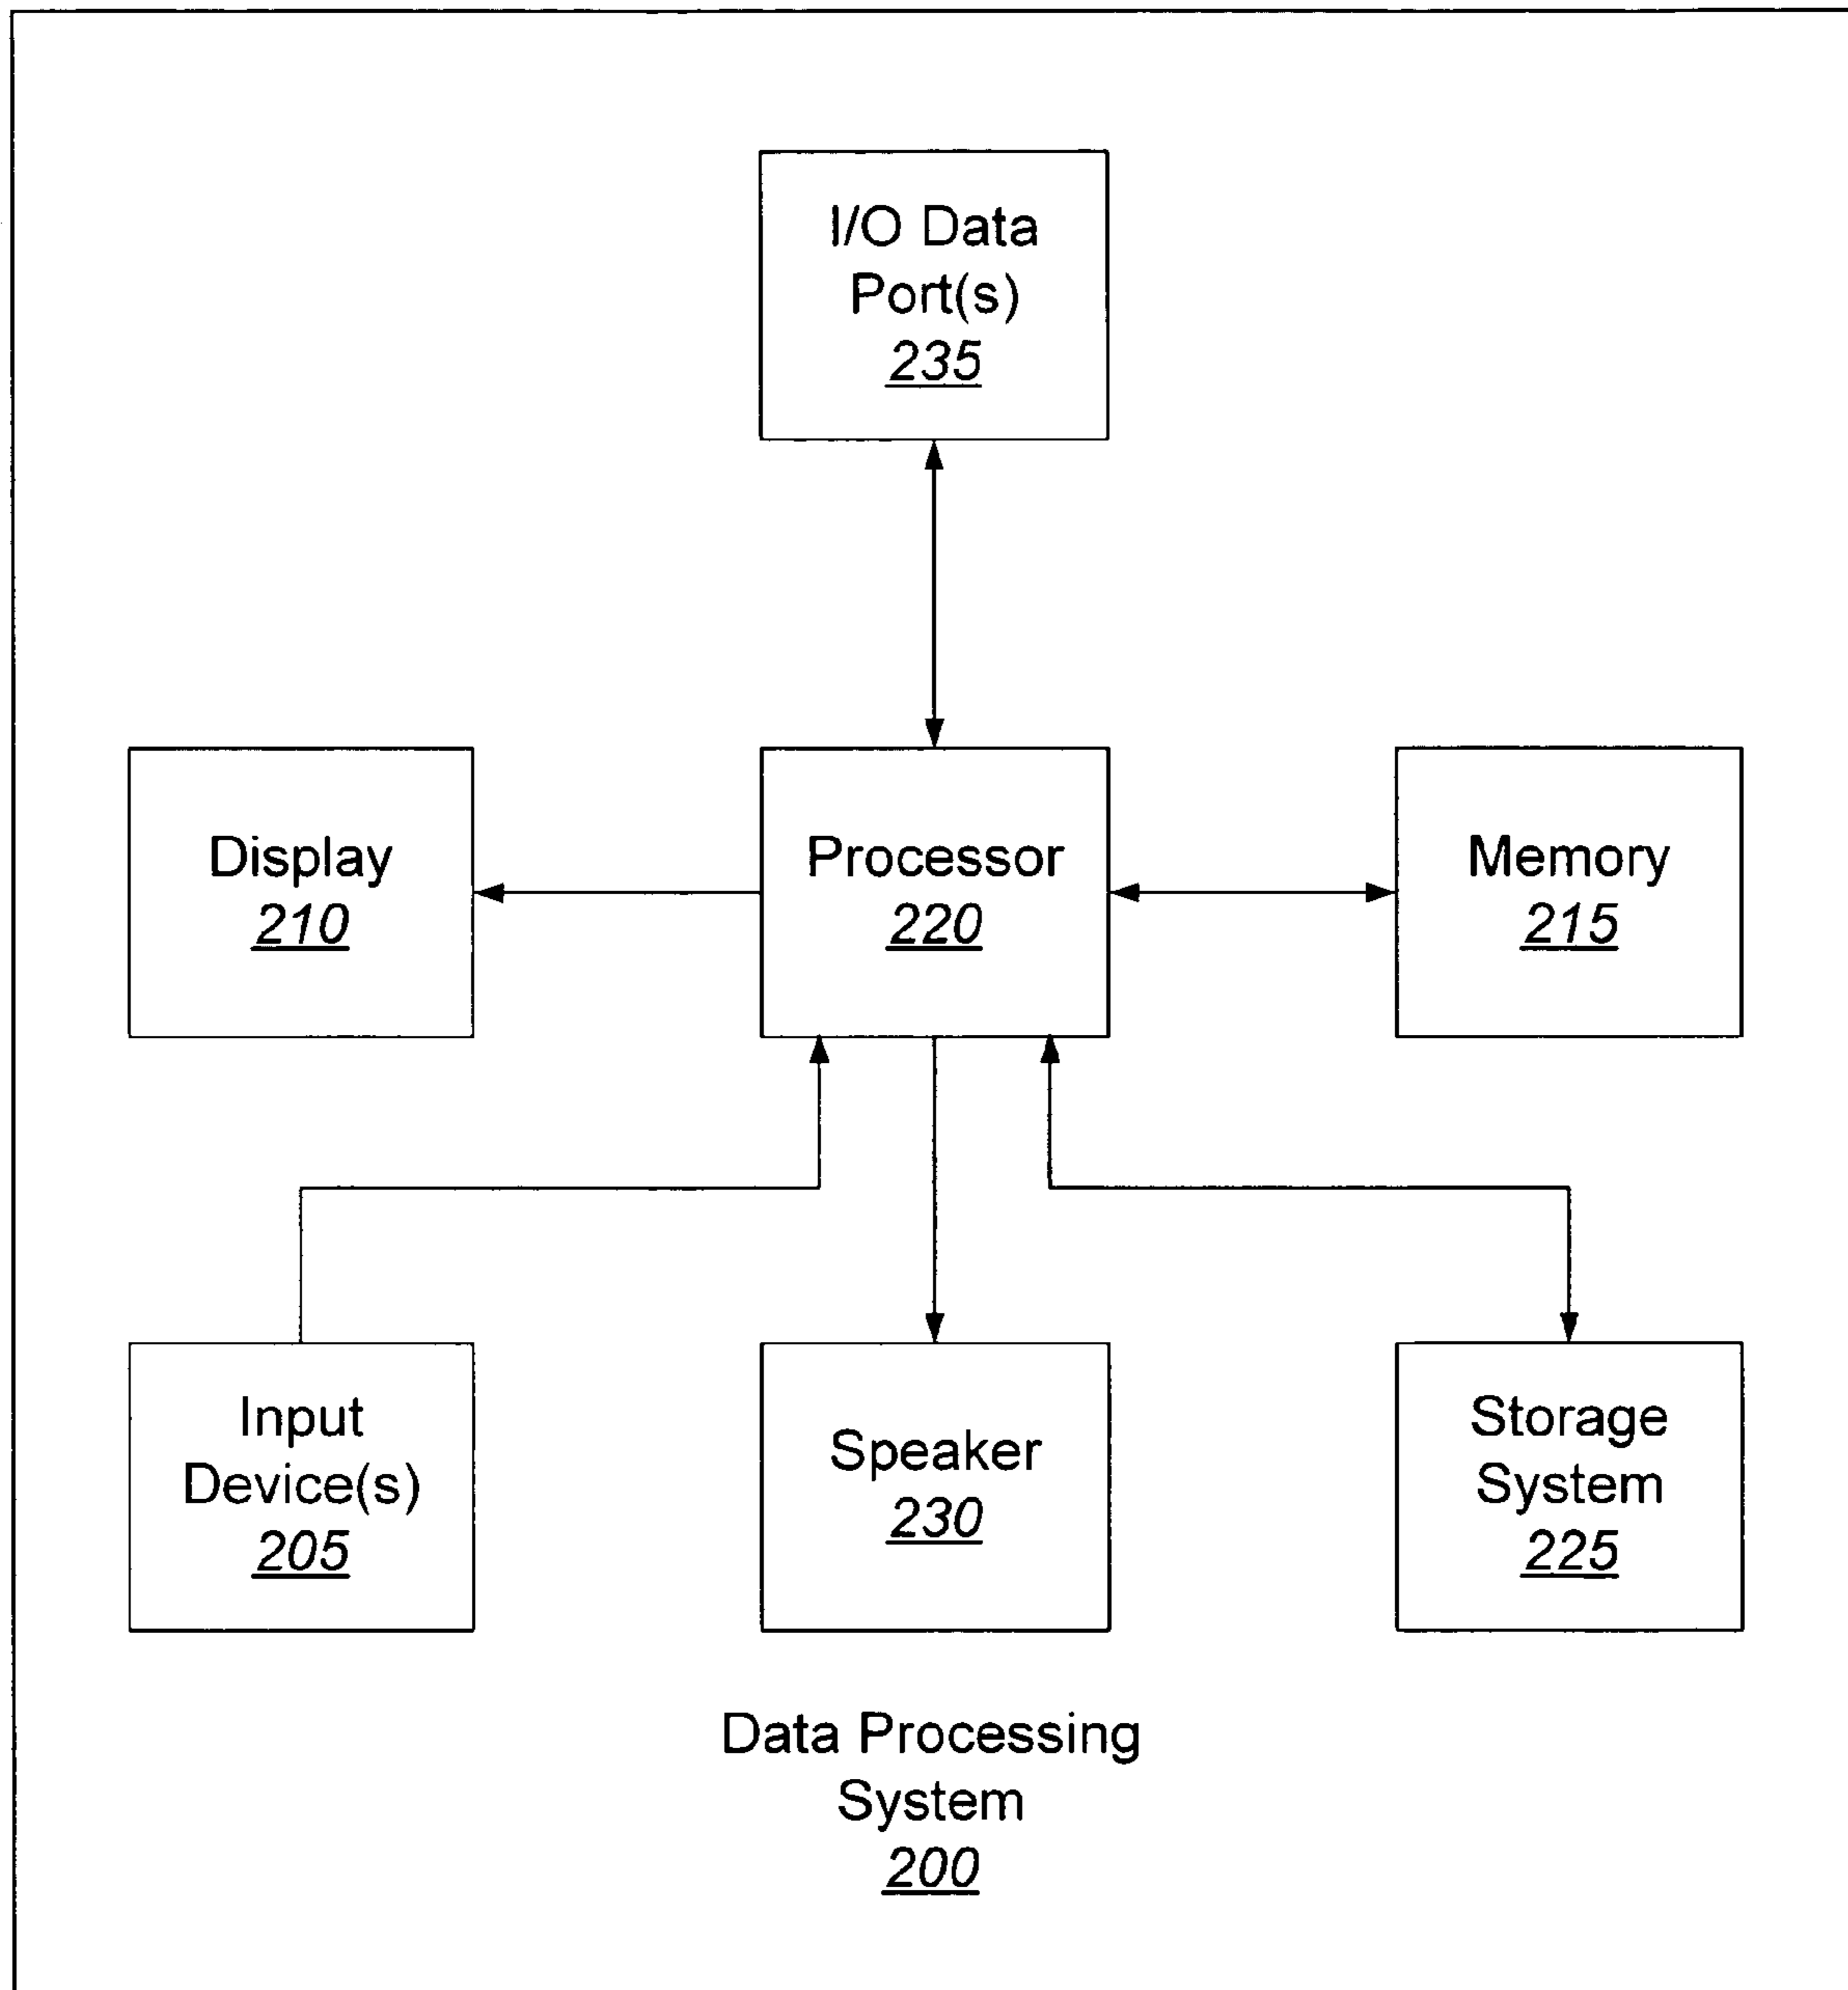 I/O Data
Port(s)
235
Display
210
Processor
220
Memory
215
Input
Device(s)
205
Speaker
230
Storage
System
225
Data Processing
System
200